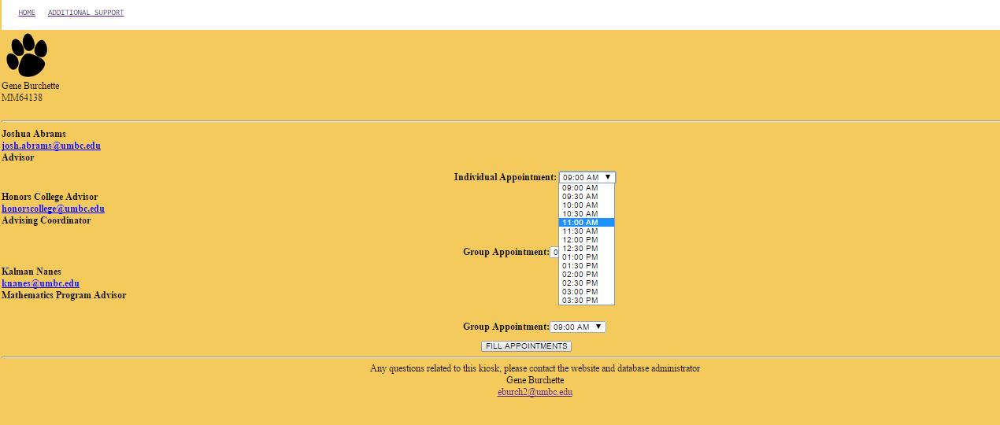 HOME ADDITIONAL SUPPORT
Gene Burchette
MM64138
Joshua Abrams
josh.abrams@umbc.edu
Advisor
Individual Appointment: 09:00 AM
09:00 AM
09:30 AM
10:00 AM
10:30 AM
11:00 AM
11:30 AM
12:00 PM
12:30 PM
01:00 PM
01:30 PM
02:00 PM
02:30 PM
03:00 PM
03:30 PM
Honors College Advisor
honorscollege@umbc.edu
Advising Coordinator
Group Appointment: 0
Kalman Nanes
knanes@umbc.edu
Mathematics Program Advisor
Group Appointment: 09:00 AM
FILL APPOINTMENTS
Any questions related to this kiosk, please contact the website and database administrator
Gene Burchette
eburch2@umbc.edu